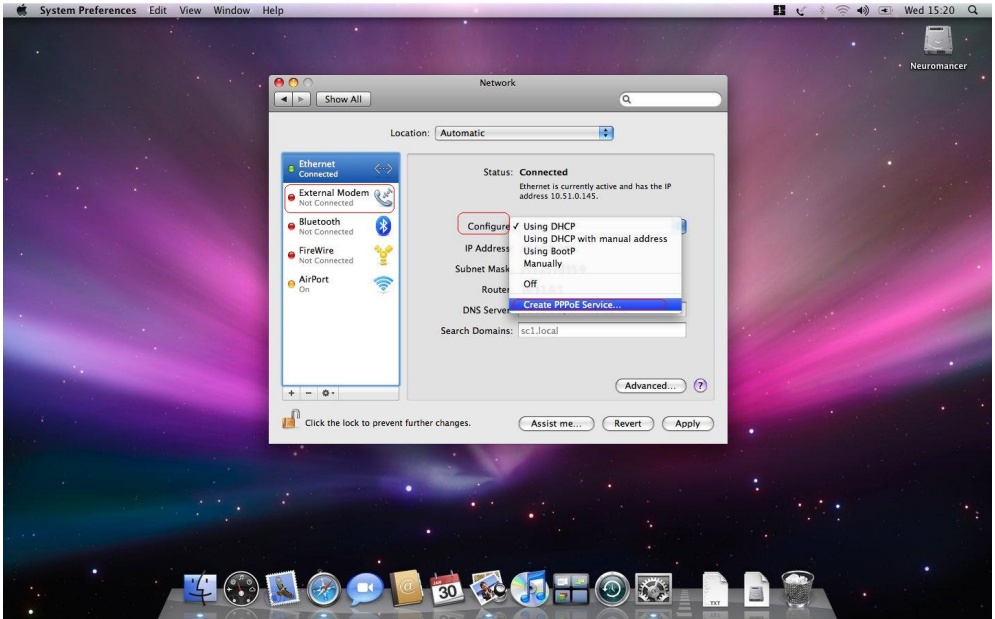 System Preferences Edit View Window Help
Wed 15:20
Neuromancer
Network
Show All
Location: Automatic
Ethernet
Connected
External Modem
Not Connected
Bluetooth
Not Connected
FireWire
Not Connected
AirPort
On
Status: Connected
Ethernet is currently active and has the IP
address 10.51.0.145.
Configure
✓ Using DHCP
Using DHCP with manual address
Using BootP
Manually
Off
Create PPPoE Service...
IP Address
Subnet Mask
Router
DNS Server
Search Domains: sc1.local
Advanced... ?
Click the lock to prevent further changes.
Assist me... Revert Apply
JAN
30
TXT